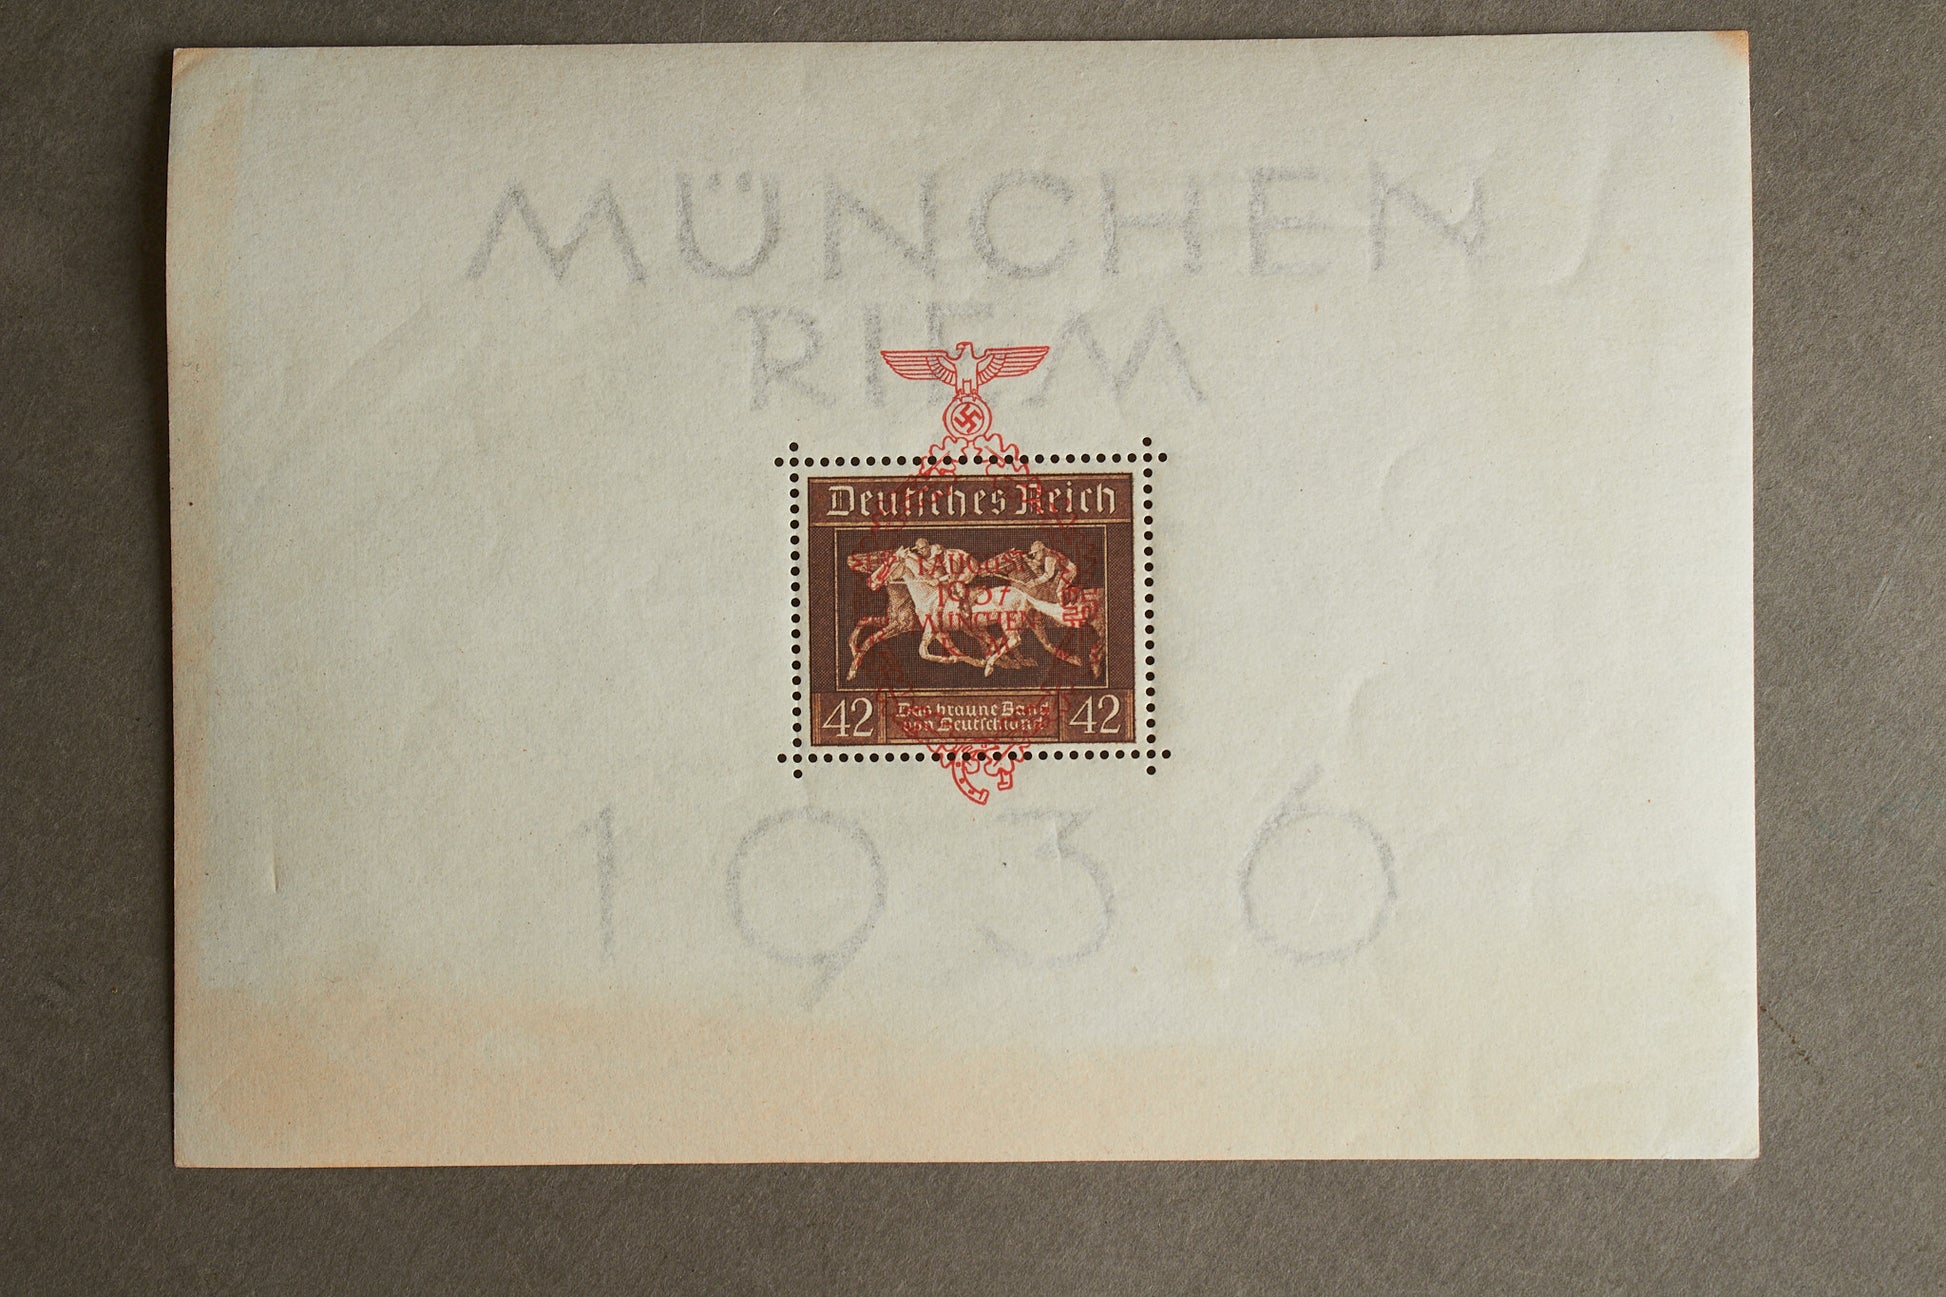 MÜNCHEN
RIEM
Deutsches Reich
1. AUGUST
1937
MÜNCHEN
42
Das braune Band
von Deutschland
42
1936